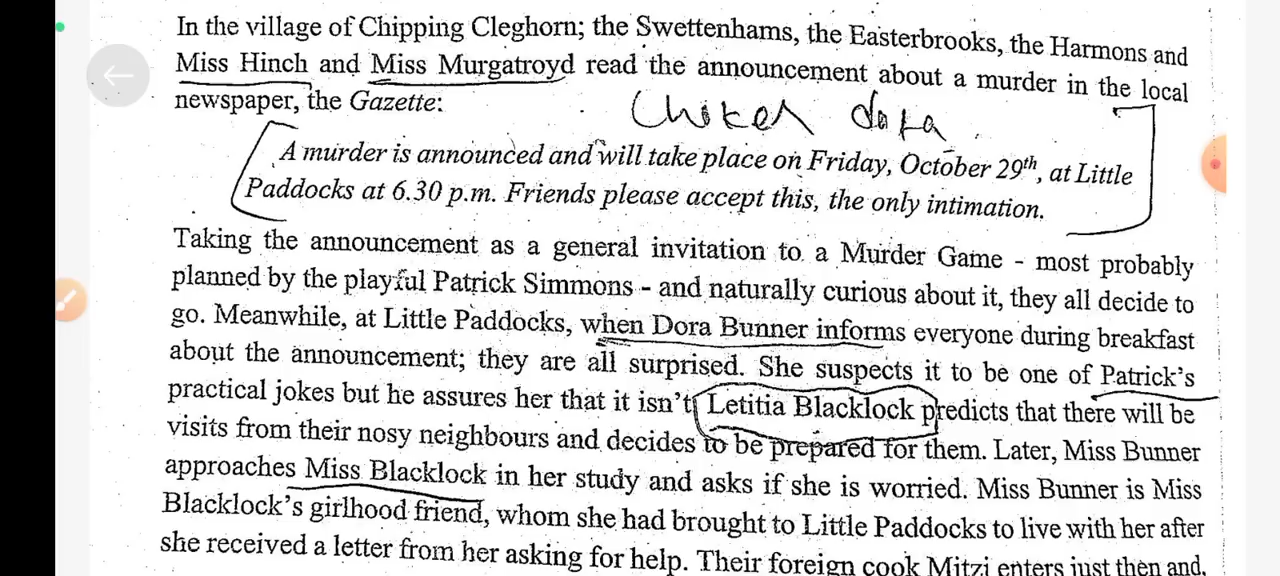 In the village of Chipping Cleghorn; the Swettenhams, the Easterbrooks, the Harmons and
Miss Hinch and Miss Murgatroyd read the announcement about a murder in the local
newspaper, the Gazette:
A murder is announced and will take place on Friday, October 29th, at Little
Paddocks at 6.30 p.m. Friends please accept this, the only intimation.
Taking the announcement as a general invitation to a Murder Game - most probably
planned by the playful Patrick Simmons - and naturally curious about it, they all decide to
go. Meanwhile, at Little Paddocks, when Dora Bunner informs everyone during breakfast
about the announcement; they are all surprised. She suspects it to be one of Patrick's
practical jokes but he assures her that it isn't. Letitia Blacklock predicts that there will be
visits from their nosy neighbours and decides to be prepared for them. Later, Miss Bunner
approaches Miss Blacklock in her study and asks if she is worried. Miss Bunner is Miss
Blacklock's girlhood friend, whom she had brought to Little Paddocks to live with her after
she received a letter from her asking for help. Their foreign cook Mitzi enters just then and,